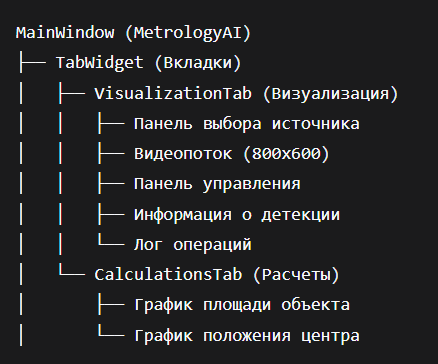 MainWindow (MetrologyAI)
├── TabWidget (Вкладки)
│   ├── VisualizationTab (Визуализация)
│   │   ├── Панель выбора источника
│   │   ├── Видеопоток (800x600)
│   │   ├── Панель управления
│   │   ├── Информация о детекции
│   │   └── Лог операций
│   └── CalculationsTab (Расчеты)
│       ├── График площади объекта
│       └── График положения центра